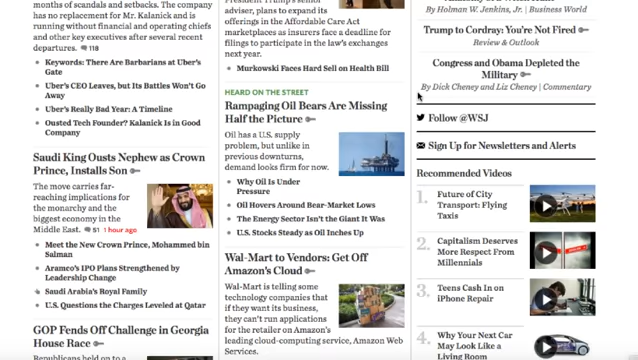 months of scandals and setbacks. The company
has no replacement for Mr. Kalanick and is
running without financial and operating chiefs
and other key executives after several recent
departures. 118
Keywords: There Are Barbarians at Uber's
Gate
Uber's CEO Leaves, but Its Battles Won't Go
Away
Uber's Really Bad Year: A Timeline
Ousted Tech Founder? Kalanick Is in Good
Company
Saudi King Ousts Nephew as Crown
Prince, Installs Son
The move carries far-
reaching implications for
the monarchy and the
biggest economy in the
Middle East. 51 1 hour ago
Meet the New Crown Prince, Mohammed bin
Salman
Aramco's IPO Plans Strengthened by
Leadership Change
Saudi Arabia's Royal Family
U.S. Questions the Charges Leveled at Qatar
GOP Fends Off Challenge in Georgia
House Race
Republicans held on to a
adviser, plans to expand its
offerings in the Affordable Care Act
marketplaces as insurers face a deadline for
filings to participate in the law's exchanges
next year.
Murkowski Faces Hard Sell on Health Bill
HEARD ON THE STREET
Rampaging Oil Bears Are Missing
Half the Picture
Oil has a U.S. supply
problem, but unlike in
previous downturns,
demand looks firm for now.
Why Oil Is Under
Pressure
Oil Hovers Around Bear-Market Lows
The Energy Sector Isn't the Giant It Was
U.S. Stocks Steady as Oil Inches Up
Wal-Mart to Vendors: Get Off
Amazon's Cloud
Wal-Mart is telling some
technology companies that
if they want its business,
they can't run applications
for the retailer on Amazon's
leading cloud-computing service, Amazon Web
Services.
By Holman W. Jenkins, Jr. | Business World
Trump to Cordray: You're Not Fired
Review & Outlook
Congress and Obama Depleted the
Military
By Dick Cheney and Liz Cheney | Commentary
Follow @WSJ
Sign Up for Newsletters and Alerts
Recommended Videos
1. Future of City
Transport: Flying
Taxis
2. Capitalism Deserves
More Respect From
Millennials
3. Teens Cash In on
iPhone Repair
4. Why Your Next Car
May Look Like a
Living Room